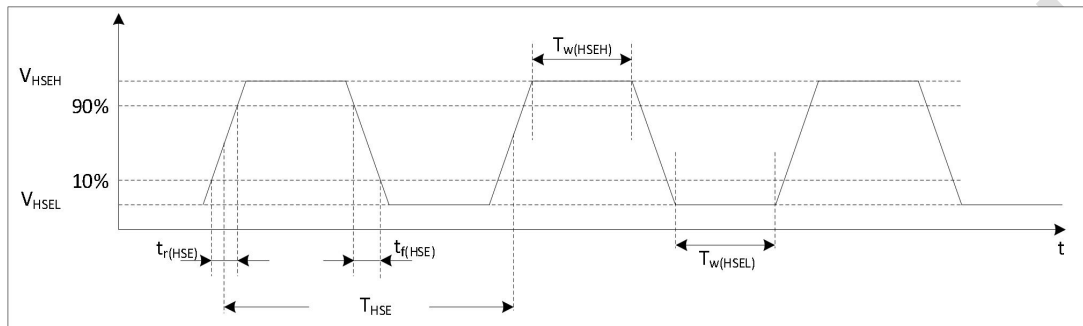 T_w(HSEH)
V_HSEH
90%
10%
V_HSEL
t_r(HSE)
t_f(HSE)
T_w(HSEL)
t
T_HSE